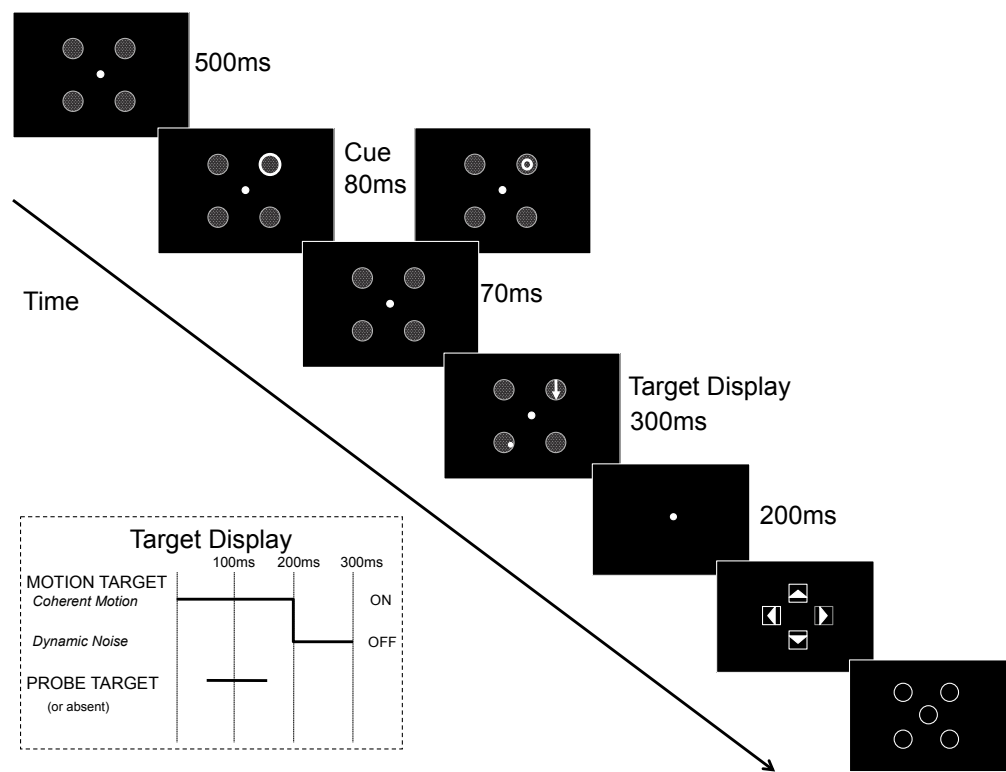 500ms
Cue
80ms
70ms
Time
Target Display
300ms
200ms
Target Display
100ms 200ms 300ms
MOTION TARGET
Coherent Motion ON
Dynamic Noise OFF
PROBE TARGET
(or absent)